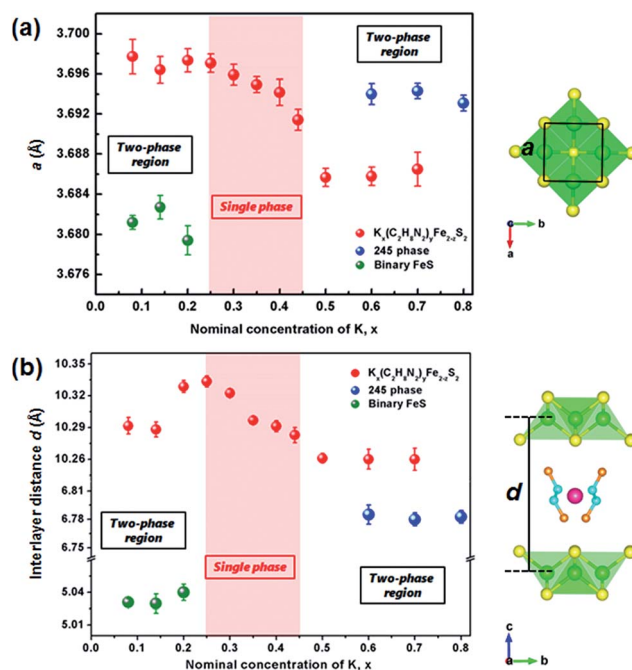 (a)
3.700
3.696
3.692
3.688
3.684
3.680
3.676
a (Å)
Two-phase
region
Single phase
Two-phase
region
Kx(C2H8N2)yFe2-zS2
245 phase
Binary FeS
0.0 0.1 0.2 0.3 0.4 0.5 0.6 0.7 0.8
Nominal concentration of K, x
a
c b
a
(b)
10.35
10.32
10.29
10.26
6.81
6.78
6.75
5.04
5.01
Interlayer distance d (Å)
Kx(C2H8N2)yFe2-zS2
245 phase
Binary FeS
Two-phase
region
Single phase
Two-phase
region
0.0 0.1 0.2 0.3 0.4 0.5 0.6 0.7 0.8
Nominal concentration of K, x
d
c
a b